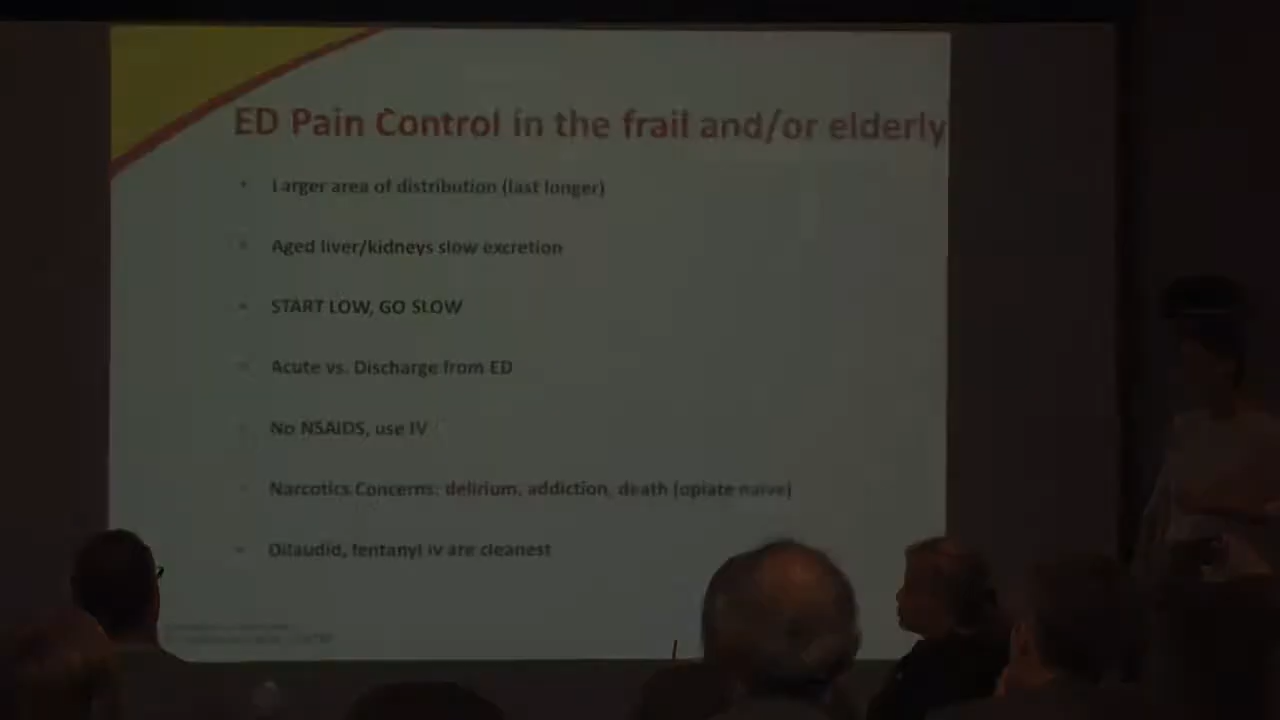 ED Pain Control in the frail and/or elderly
• Larger area of distribution (last longer)
• Aged liver/kidneys slow excretion
• START LOW, GO SLOW
• Acute vs. Discharge from ED
• No NSAIDS, use IV
• Narcotics Concerns: delirium, addiction, death (opiate naive)
• Dilaudid, fentanyl iv are cleanest